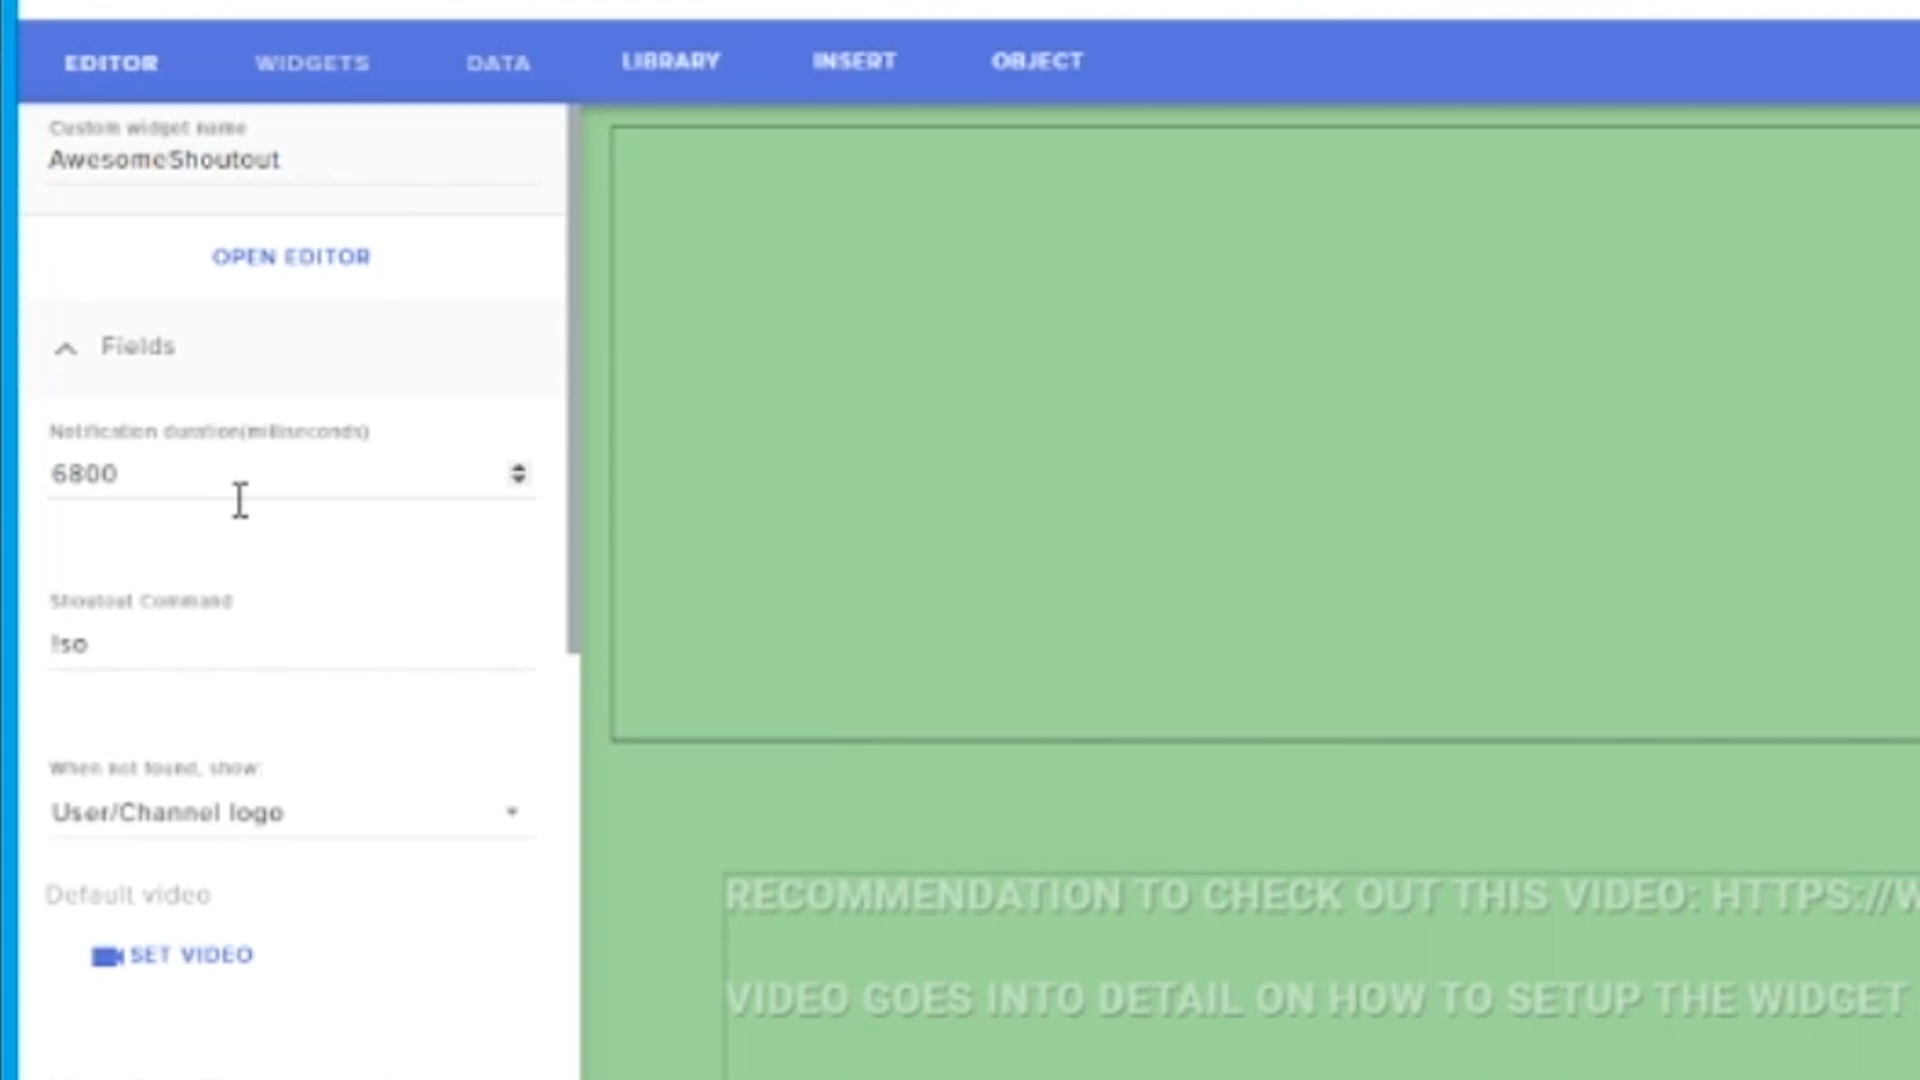 EDITOR WIDGETS DATA LIBRARY INSERT OBJECT
Custom widget name
AwesomeShoutout
OPEN EDITOR
Fields
Notification duration(milliseconds)
6800
Shoutout Command
!so
When not found, show:
User/Channel logo
Default video
SET VIDEO
RECOMMENDATION TO CHECK OUT THIS VIDEO: HTTPS://W
VIDEO GOES INTO DETAIL ON HOW TO SETUP THE WIDGET